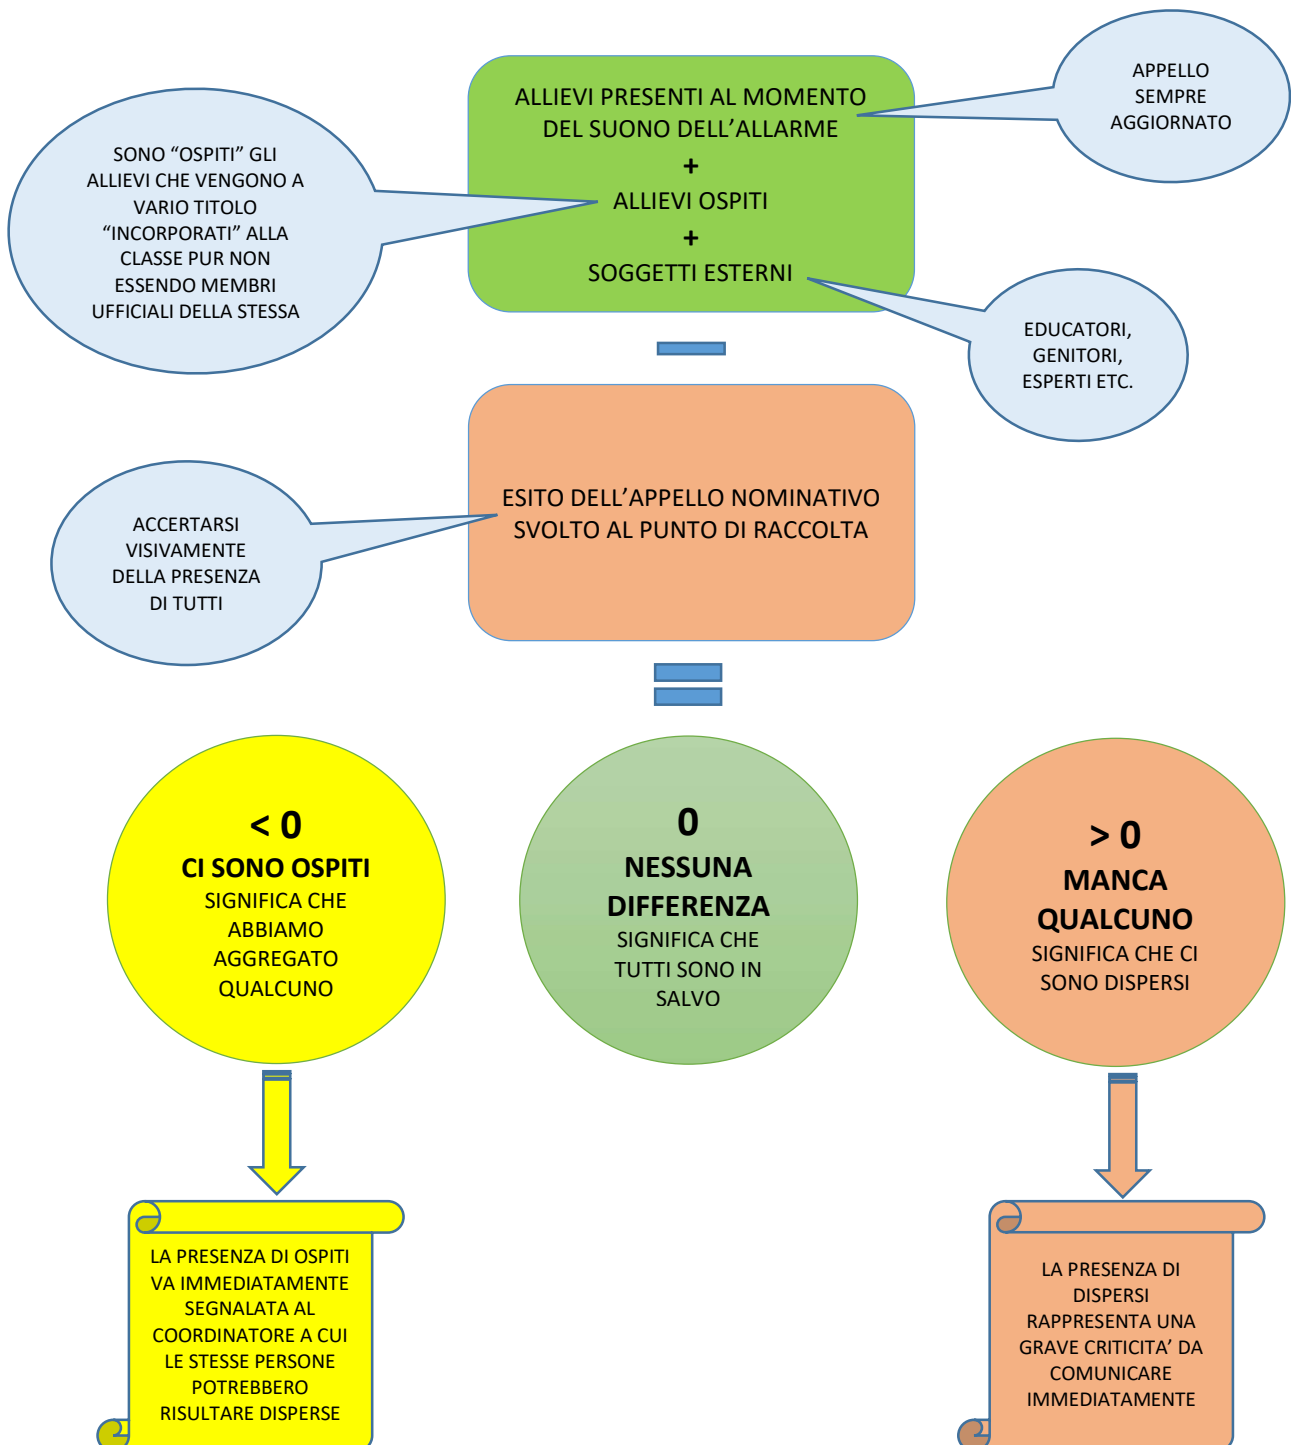 APPELLO
SEMPRE
AGGIORNATO
ALLIEVI PRESENTI AL MOMENTO
DEL SUONO DELL’ALLARME
+
ALLIEVI OSPITI
+
SOGGETTI ESTERNI
SONO “OSPITI” GLI
ALLIEVI CHE VENGONO A
VARIO TITOLO
“INCORPORATI” ALLA
CLASSE PUR NON
ESSENDO MEMBRI
UFFICIALI DELLA STESSA
EDUCATORI,
GENITORI,
ESPERTI ETC.
ESITO DELL’APPELLO NOMINATIVO
SVOLTO AL PUNTO DI RACCOLTA
ACCERTARSI
VISIVAMENTE
DELLA PRESENZA
DI TUTTI
< 0
CI SONO OSPITI
SIGNIFICA CHE
ABBIAMO
AGGREGATO
QUALCUNO
0
NESSUNA
DIFFERENZA
SIGNIFICA CHE
TUTTI SONO IN
SALVO
> 0
MANCA
QUALCUNO
SIGNIFICA CHE CI
SONO DISPERSI
LA PRESENZA DI OSPITI
VA IMMEDIATAMENTE
SEGNALATA AL
COORDINATORE A CUI
LE STESSE PERSONE
POTREBBERO
RISULTARE DISPERSE
LA PRESENZA DI
DISPERSI
RAPPRESENTA UNA
GRAVE CRITICITA’ DA
COMUNICARE
IMMEDIATAMENTE